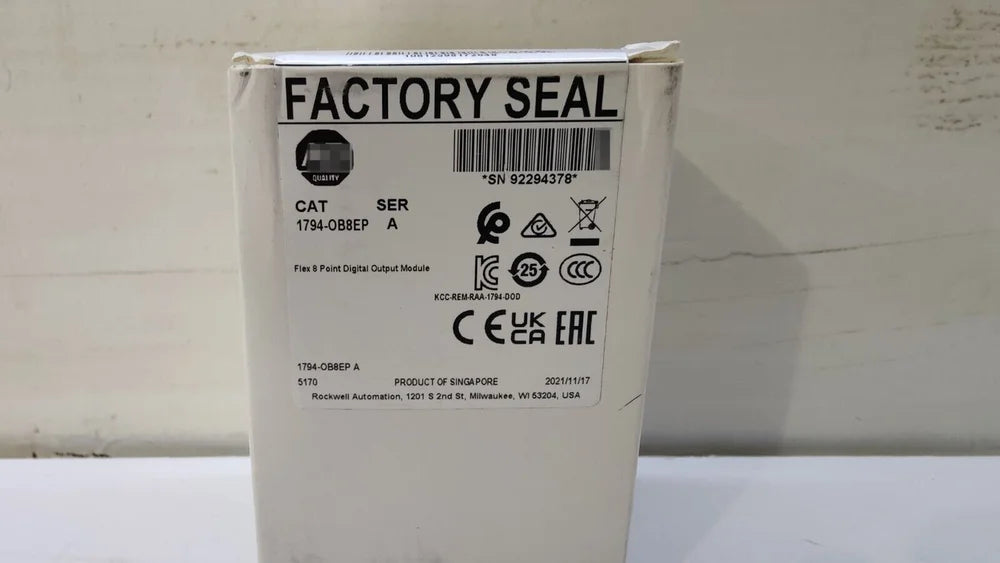 FACTORY SEAL
QUALITY
*SN 92294378*
CAT SER
1794-OB8EP A
Flex 8 Point Digital Output Module
25
CCC
KCC-REM-RAA-1794-DOD
CE UK CA EAC
1794-OB8EP A
5170 PRODUCT OF SINGAPORE 2021/11/17
Rockwell Automation, 1201 S 2nd St, Milwaukee, WI 53204, USA